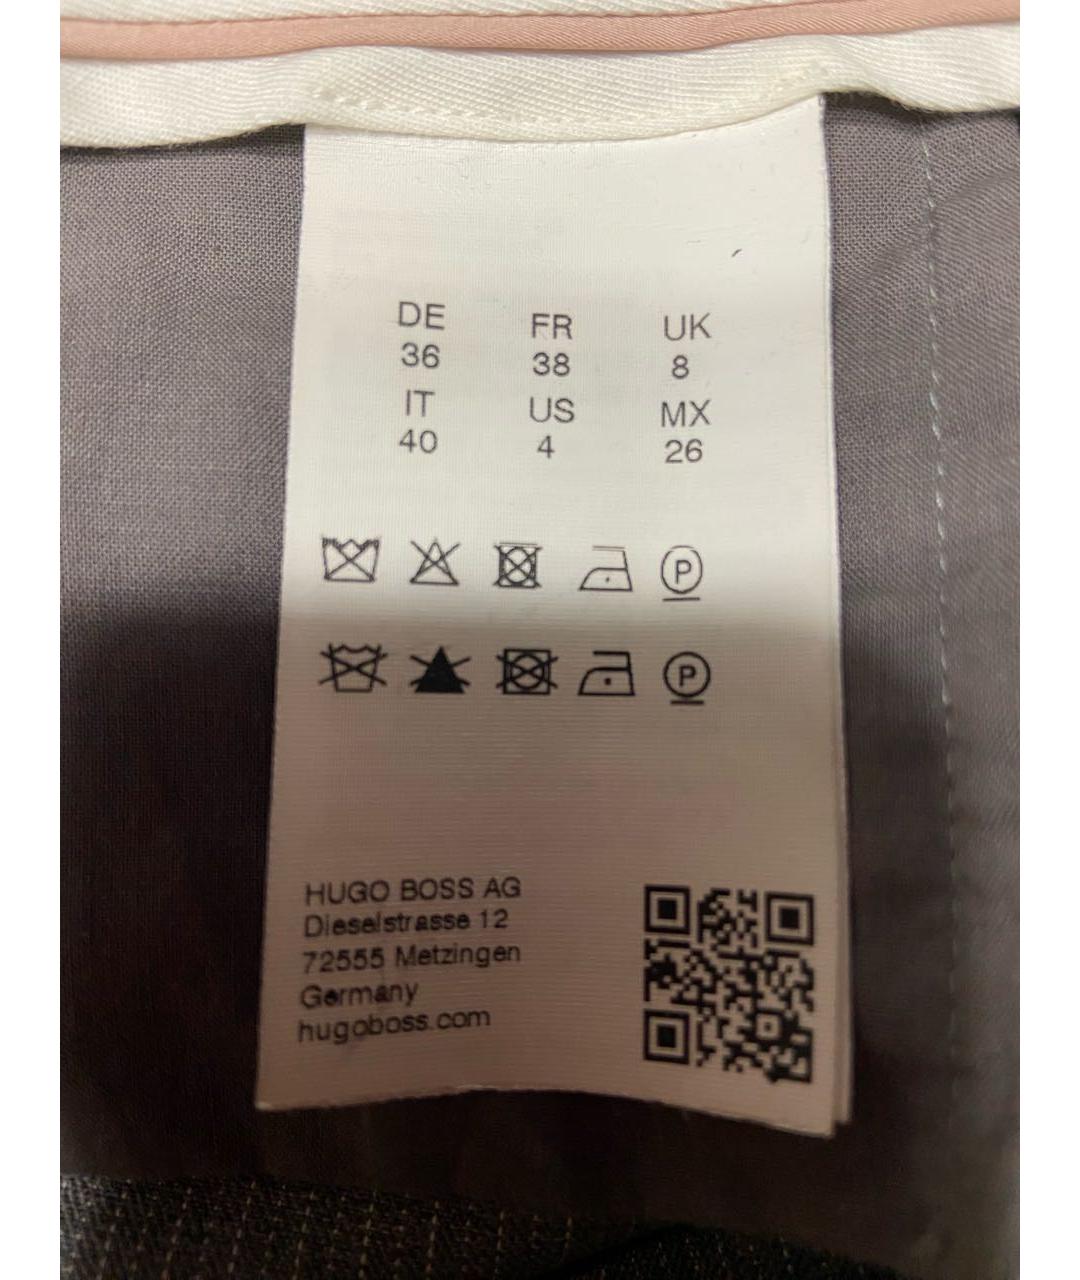 DE FR UK
36 38 8
IT US MX
40 4 26
P
P
HUGO BOSS AG
Dieselstrasse 12
72555 Metzingen
Germany
hugoboss.com